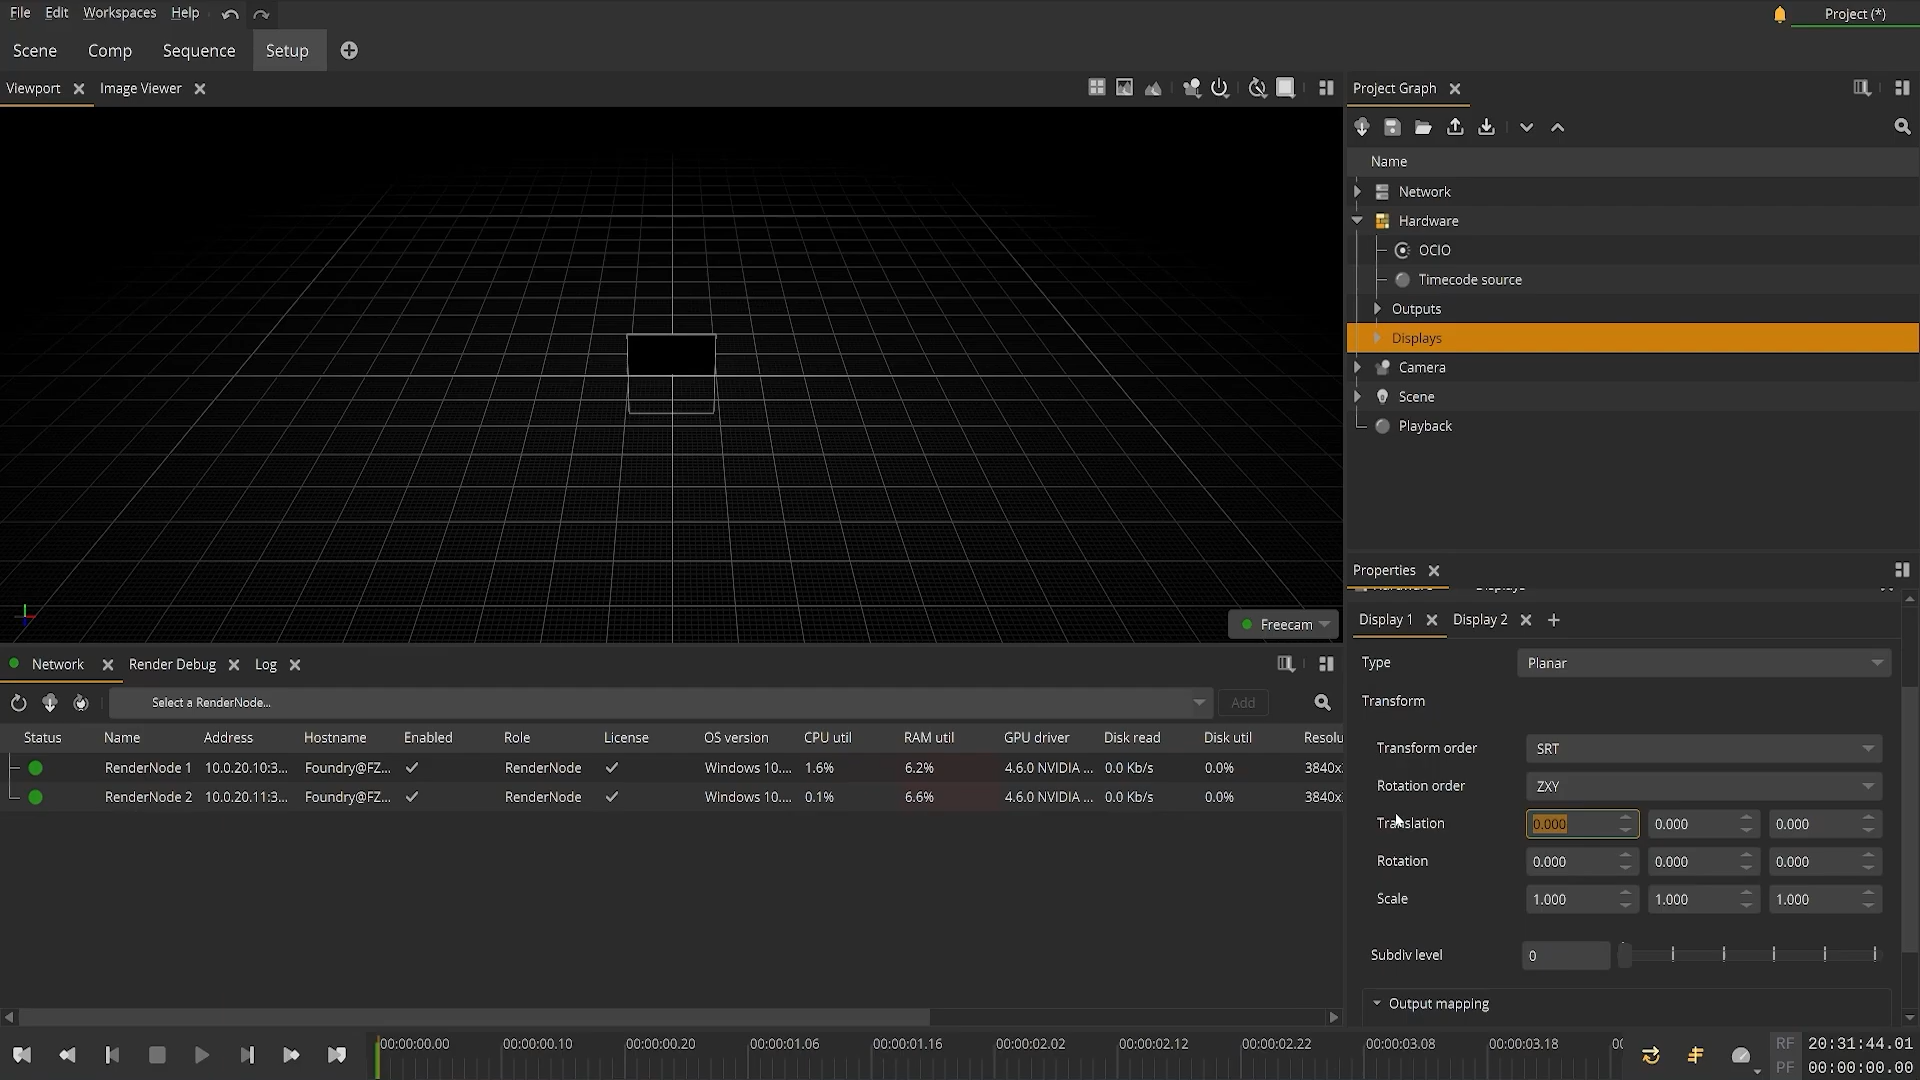 File Edit Workspaces Help
Project (*)
Scene Comp Sequence Setup
Viewport Image Viewer
Freecam
Network Render Debug Log
Select a RenderNode... Add
Status Name Address Hostname Enabled Role License OS version CPU util RAM util GPU driver Disk read Disk util Resolu
RenderNode 1 10.0.20.10:3... Foundry@FZ... RenderNode Windows 10.... 1.6% 6.2% 4.6.0 NVIDIA ... 0.0 Kb/s 0.0% 3840x
RenderNode 2 10.0.20.11:3... Foundry@FZ... RenderNode Windows 10.... 0.1% 6.6% 4.6.0 NVIDIA ... 0.0 Kb/s 0.0% 3840x
Project Graph
Name
Network
Hardware
OCIO
Timecode source
Outputs
Displays
Camera
Scene
Playback
Properties
Displays
Display 1 Display 2
Type Planar
Transform
Transform order SRT
Rotation order ZXY
Translation 0.000 0.000 0.000
Rotation 0.000 0.000 0.000
Scale 1.000 1.000 1.000
Subdiv level 0
Output mapping
00:00:00.00 00:00:00.10 00:00:00.20 00:00:01.06 00:00:01.16 00:00:02.02 00:00:02.12 00:00:02.22 00:00:03.08 00:00:03.18 00
RF 20:31:44.01
PF 00:00:00.00